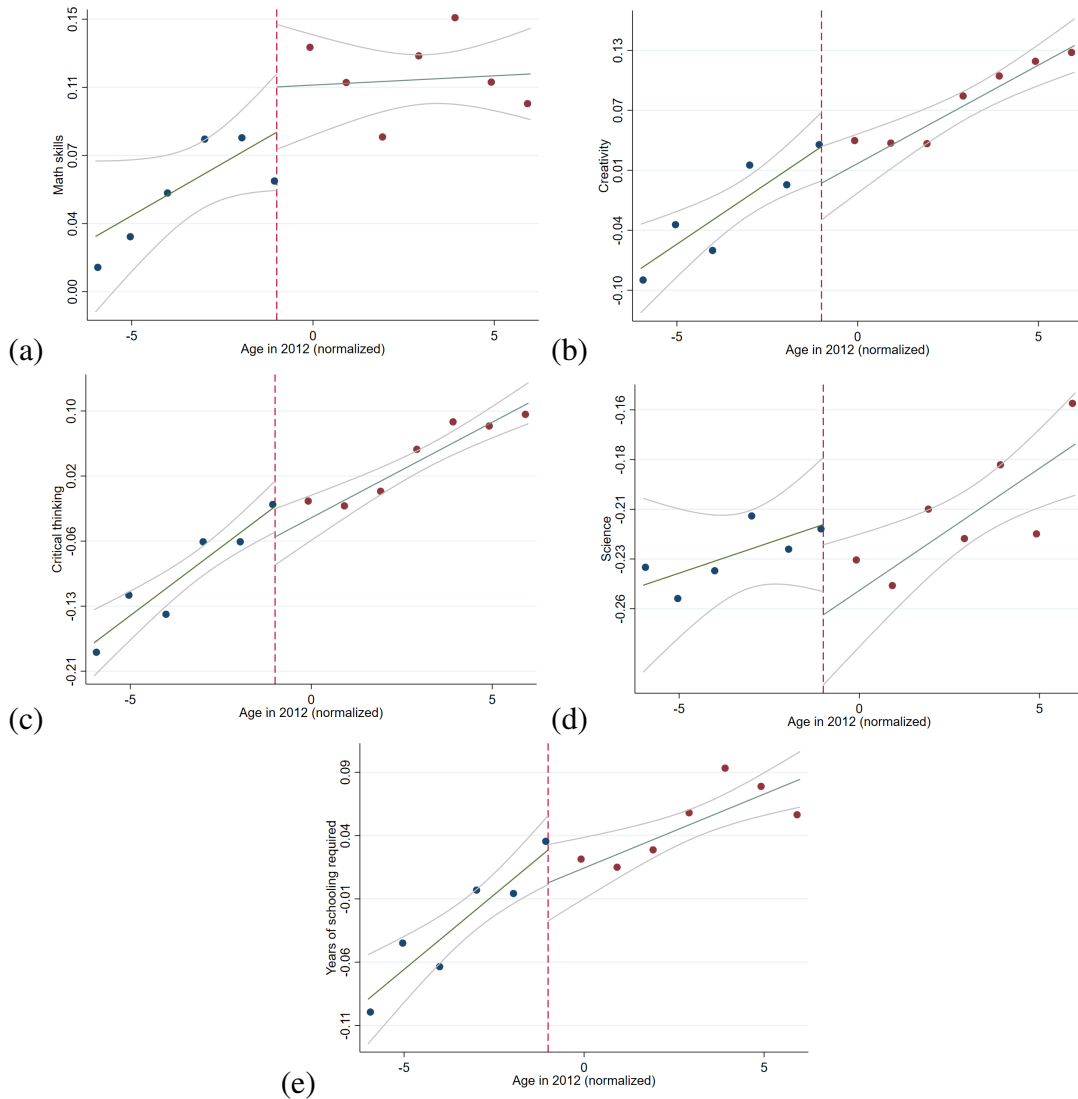 0.15
0.11
0.07
0.04
0.00
Math skills
-5
0
5
Age in 2012 (normalized)
(a)
0.13
0.07
0.01
-0.04
-0.10
Creativity
-5
0
5
Age in 2012 (normalized)
(b)
0.10
0.02
-0.06
-0.13
-0.21
Critical thinking
-5
0
5
Age in 2012 (normalized)
(c)
-0.16
-0.18
-0.21
-0.23
-0.26
Science
-5
0
5
Age in 2012 (normalized)
(d)
0.09
0.04
-0.01
-0.06
-0.11
Years of schooling required
-5
0
5
Age in 2012 (normalized)
(e)